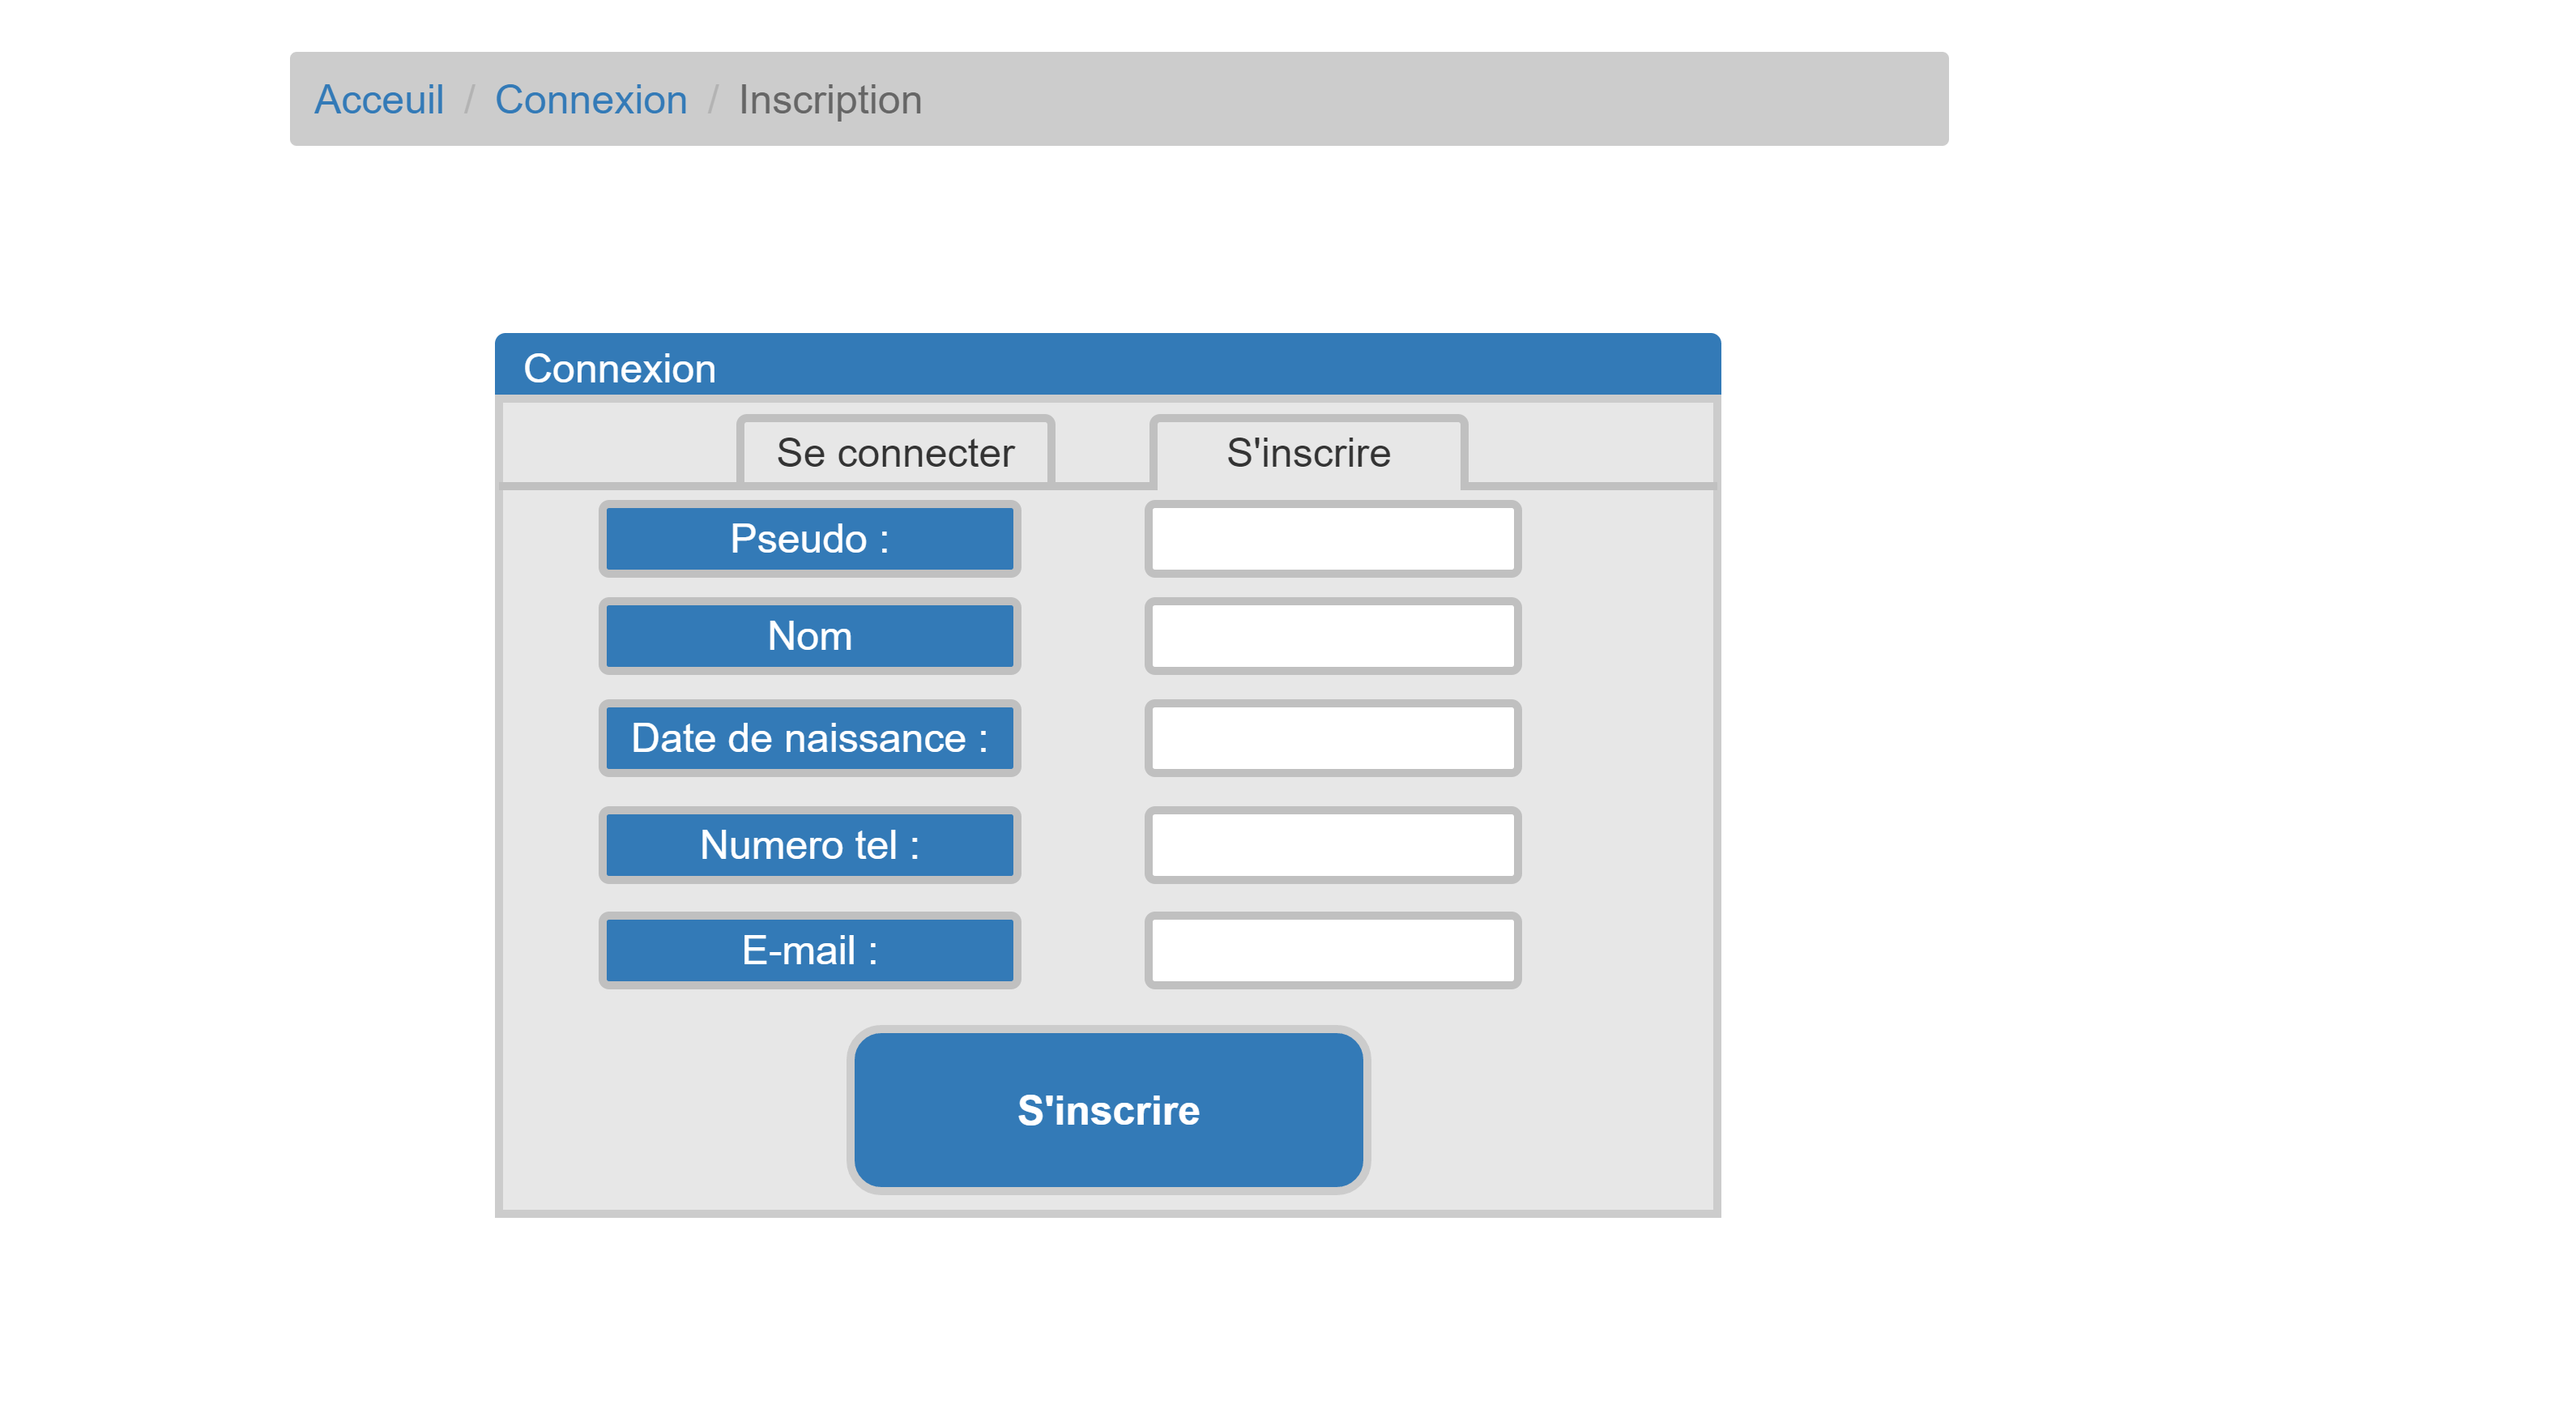 Acceuil / Connexion / Inscription
Connexion
Se connecter S'inscrire
Pseudo :
Nom
Date de naissance :
Numero tel :
E-mail :
S'inscrire